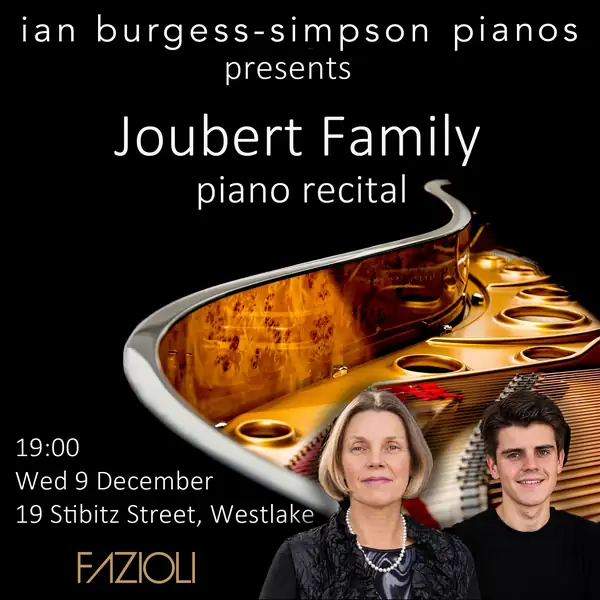 ian burgess-simpson pianos
presents
Joubert Family
piano recital
19:00
Wed 9 December
19 Stibitz Street, Westlake
FAZIOLI